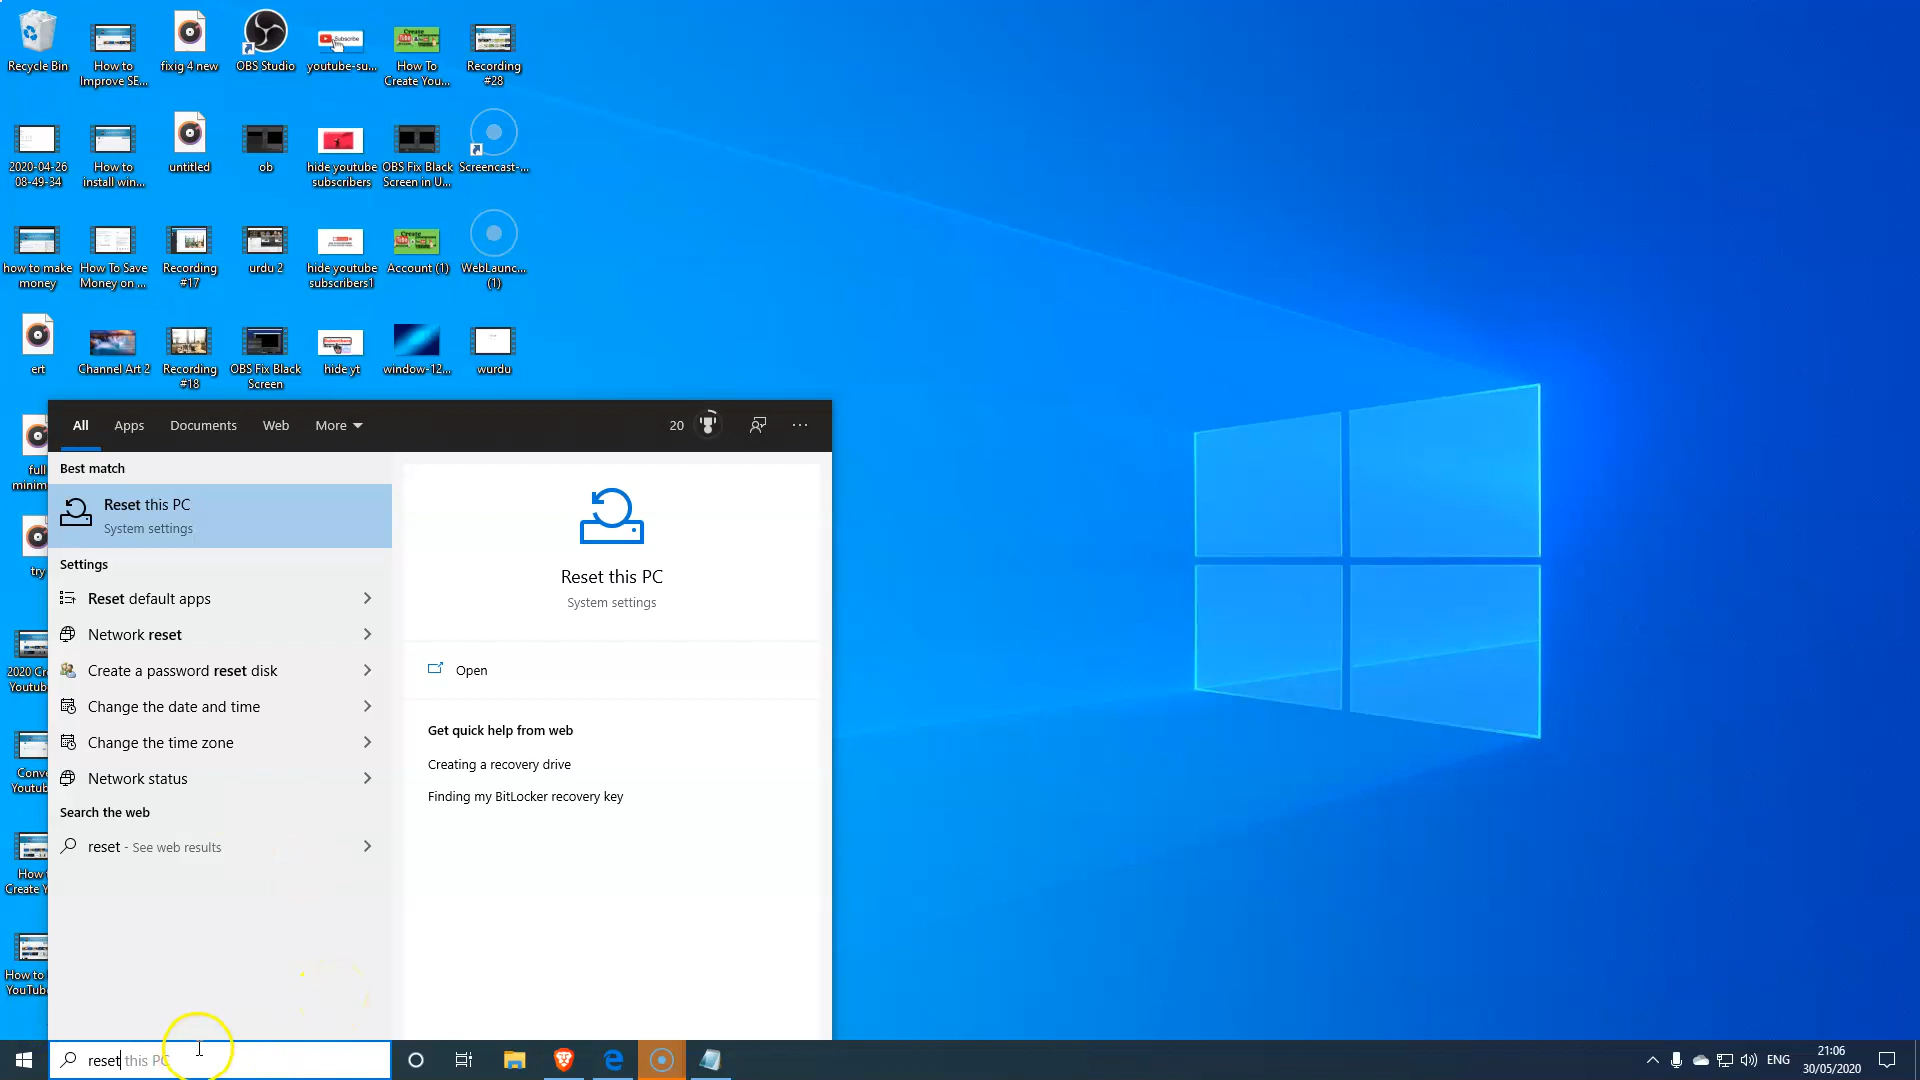 Recycle Bin
How to
Improve SE...
fixig 4 new
OBS Studio
youtube-su...
How To
Create You...
Recording
#28
2020-04-26
08-49-34
How to
install win...
untitled
ob
hide youtube
subscribers
OBS Fix Black
Screen in U...
Screencast-...
how to make
money
How To Save
Money on ...
Recording
#17
urdu 2
hide youtube
subscribers1
Account (1)
WebLaunc...
(1)
ert
Channel Art 2
Recording
#18
OBS Fix Black
Screen
hide yt
window-12...
wurdu
full
minim
try
2020 Cr
Youtub
Conve
Youtub
How
Create Y
How to
YouTub
All
Apps
Documents
Web
More
20
Best match
Reset this PC
System settings
Settings
Reset default apps
Network reset
Create a password reset disk
Change the date and time
Change the time zone
Network status
Search the web
reset - See web results
Reset this PC
System settings
Open
Get quick help from web
Creating a recovery drive
Finding my BitLocker recovery key
reset this PC
ENG
21:06
30/05/2020